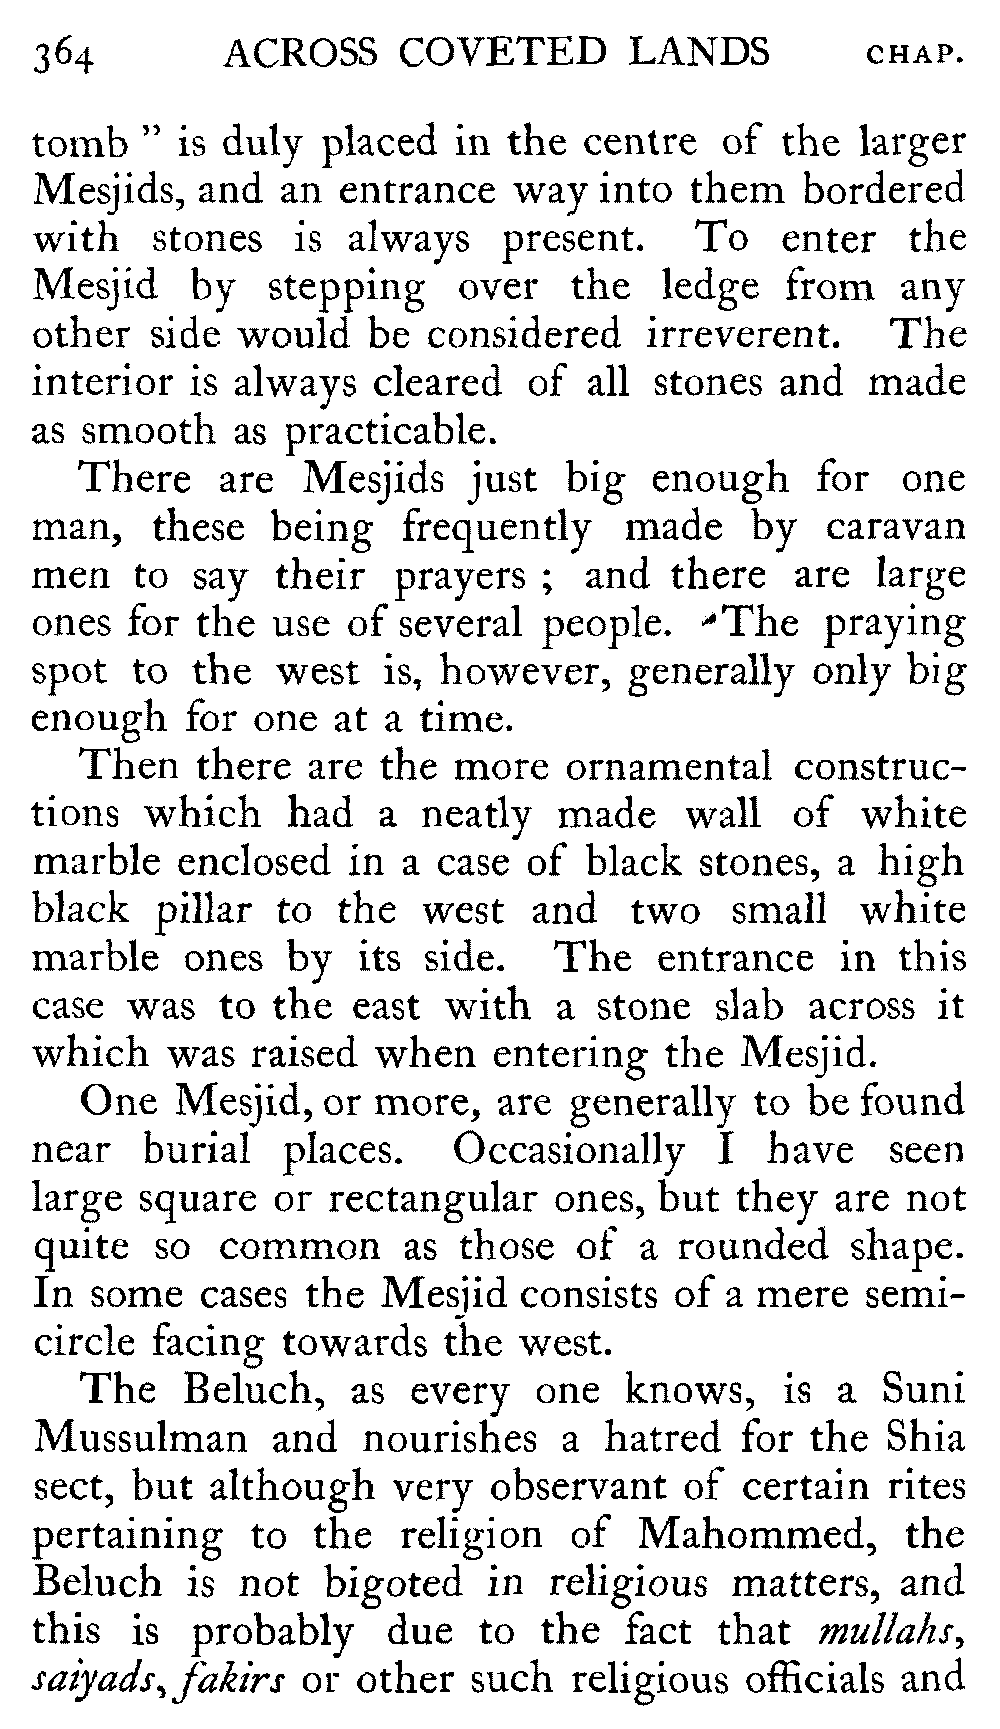 364 ACROSS COVETED LANDS CHAP.
tomb " is duly placed in the centre of the larger
Mesjids, and an entrance way into them bordered
with stones is always present. To enter the
Mesjid by stepping over the ledge from any
other side would be considered irreverent. The
interior is always cleared of all stones and made
as smooth as practicable.
There are Mesjids just big enough for one
man, these being frequently made by caravan
men to say their prayers ; and there are large
ones for the use of several people. The praying
spot to the west is, however, generally only big
enough for one at a time.
Then there are the more ornamental construc-
tions which had a neatly made wall of white
marble enclosed in a case of black stones, a high
black pillar to the west and two small white
marble ones by its side. The entrance in this
case was to the east with a stone slab across it
which was raised when entering the Mesjid.
One Mesjid, or more, are generally to be found
near burial places. Occasionally I have seen
large square or rectangular ones, but they are not
quite so common as those of a rounded shape.
In some cases the Mesjid consists of a mere semi-
circle facing towards the west.
The Beluch, as every one knows, is a Suni
Mussulman and nourishes a hatred for the Shia
sect, but although very observant of certain rites
pertaining to the religion of Mahommed, the
Beluch is not bigoted in religious matters, and
this is probably due to the fact that mullahs,
saiyads, fakirs or other such religious officials and